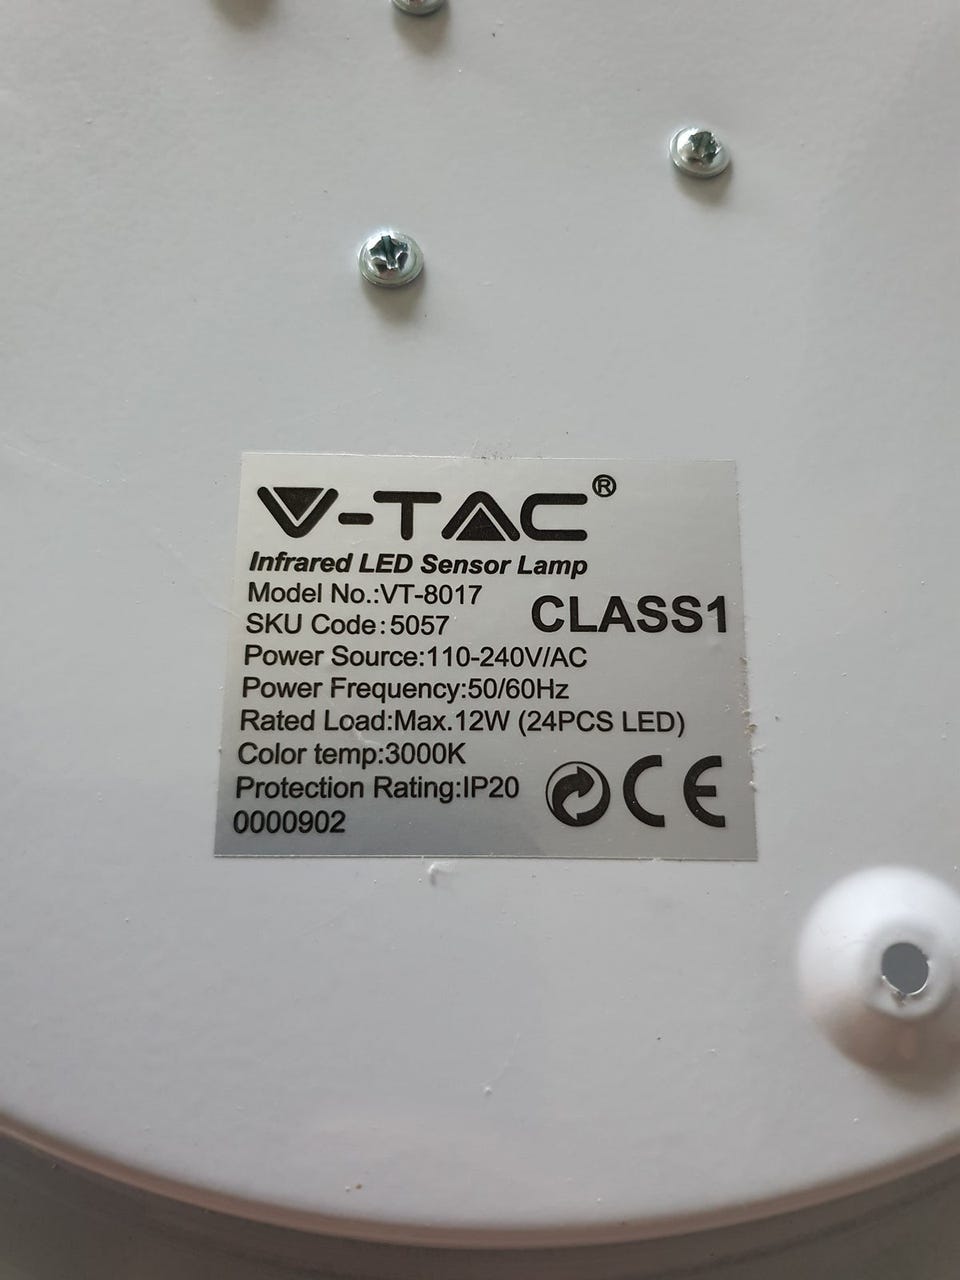 V-TAC®
Infrared LED Sensor Lamp
Model No.:VT-8017
CLASS1
SKU Code:5057
Power Source:110-240V/AC
Power Frequency:50/60Hz
Rated Load:Max.12W (24PCS LED)
Color temp:3000K
Protection Rating:IP20
CE
0000902